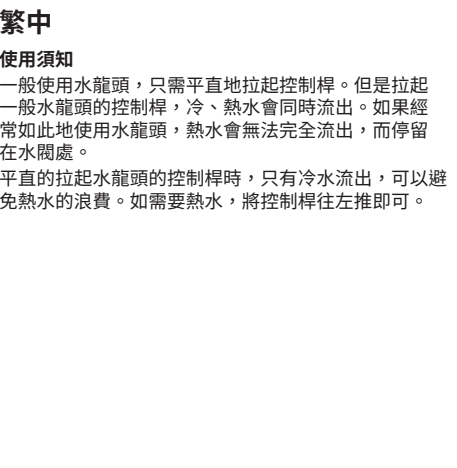 繁中
使用須知
一般使用水龍頭，只需平直地拉起控制桿。但是拉起
一般水龍頭的控制桿，冷、熱水會同時流出。如果經
常如此地使用水龍頭，熱水會無法完全流出，而停留
在水閥處。
平直的拉起水龍頭的控制桿時，只有冷水流出，可以避
免熱水的浪費。如需要熱水，將控制桿往左推即可。